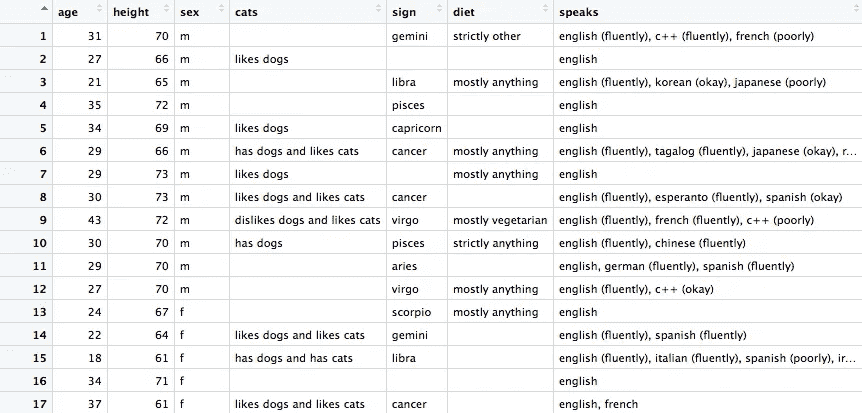 age height sex cats sign diet speaks
1 31 70 m gemini strictly other english (fluently), c++ (fluently), french (poorly)
2 27 66 m likes dogs english
3 21 65 m libra mostly anything english (fluently), korean (okay), japanese (poorly)
4 35 72 m pisces english
5 34 69 m likes dogs capricorn english
6 29 66 m has dogs and likes cats cancer mostly anything english (fluently), tagalog (fluently), japanese (okay), r...
7 29 73 m likes dogs mostly anything english
8 30 73 m likes dogs and likes cats cancer english (fluently), esperanto (fluently), spanish (okay)
9 43 72 m dislikes dogs and likes cats virgo mostly vegetarian english (fluently), french (fluently), c++ (poorly)
10 30 70 m has dogs pisces strictly anything english (fluently), chinese (fluently)
11 29 70 m aries english, german (fluently), spanish (fluently)
12 27 70 m virgo mostly anything english (fluently), c++ (okay)
13 24 67 f scorpio mostly anything english
14 22 64 f likes dogs and likes cats gemini english (fluently), spanish (fluently)
15 18 61 f has dogs and has cats libra english (fluently), italian (fluently), spanish (poorly), ir...
16 34 71 f english
17 37 61 f likes dogs and likes cats cancer english, french